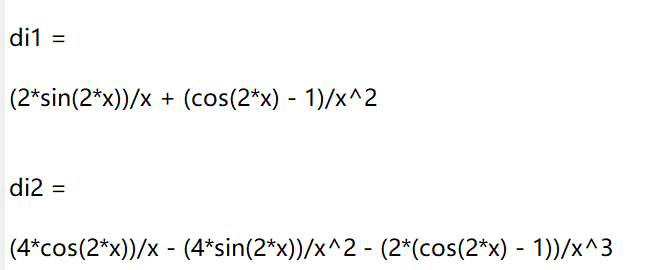 di1 =
(2*sin(2*x))/x + (cos(2*x) - 1)/x^2
di2 =
(4*cos(2*x))/x - (4*sin(2*x))/x^2 - (2*(cos(2*x) - 1))/x^3